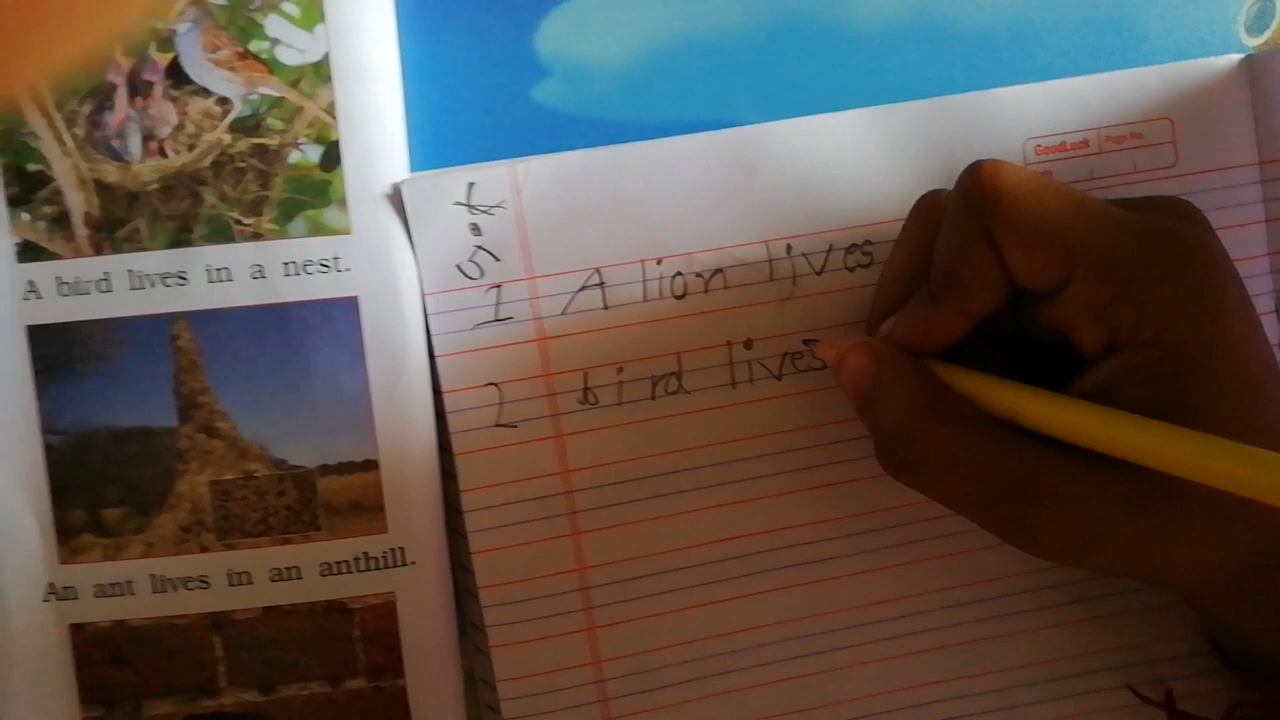 A bird lives in a nest.
An ant lives in an anthill.
GoodLuck
Page No.
1 A lion lives
2 bird lives